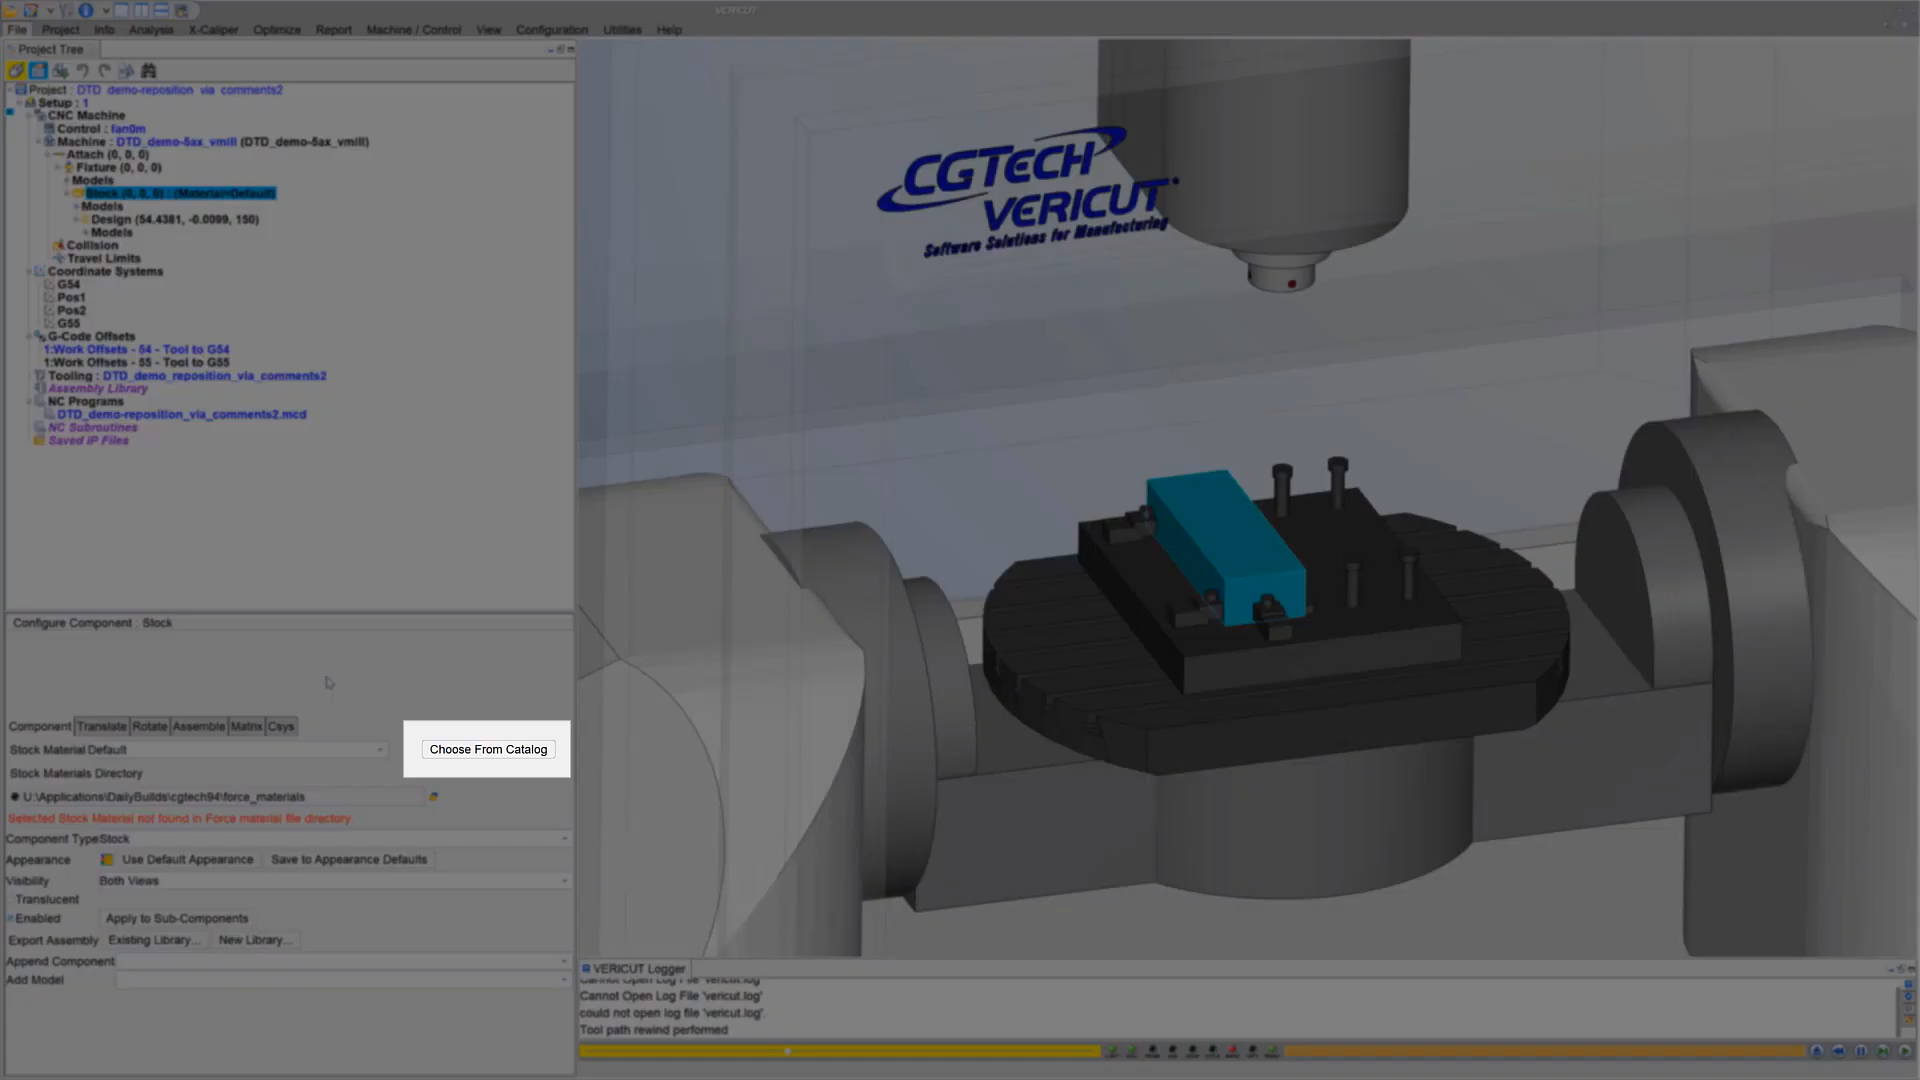 VERICUT
File Project Info Analysis X-Caliper Optimize Report Machine / Control View Configuration Utilities Help
Project Tree
Project : DTD_demo-reposition_via_comments2
Setup : 1
CNC Machine
Control : fan0m
Machine : DTD_demo-5ax_vmill (DTD_demo-5ax_vmill)
Attach (0, 0, 0)
Fixture (0, 0, 0)
Models
Stock (0, 0, 0) : (Material=Default)
Models
Design (54.4381, -0.0099, 150)
Models
Collision
Travel Limits
Coordinate Systems
G54
Pos1
Pos2
G55
G-Code Offsets
1:Work Offsets - 54 - Tool to G54
1:Work Offsets - 55 - Tool to G55
Tooling : DTD_demo_reposition_via_comments2
Assembly Library
NC Programs
DTD_demo-reposition_via_comments2.mcd
NC Subroutines
Saved IP Files
CGTECH
VERICUT
Software Solutions for Manufacturing
Configure Component : Stock
Component Translate Rotate Assemble Matrix Csys
Stock Material Default
Choose From Catalog
Stock Materials Directory
U:\Applications\DailyBuilds\cgtech94\force_materials
Selected Stock Material not found in Force material file directory.
Component Type Stock
Appearance Use Default Appearance Save to Appearance Defaults
Visibility Both Views
Translucent
Enabled Apply to Sub-Components
Export Assembly Existing Library... New Library...
Append Component
Add Model
VERICUT Logger
Cannot Open Log File 'vericut.log'
Cannot Open Log File 'vericut.log'
could not open log file 'vericut.log'.
Tool path rewind performed